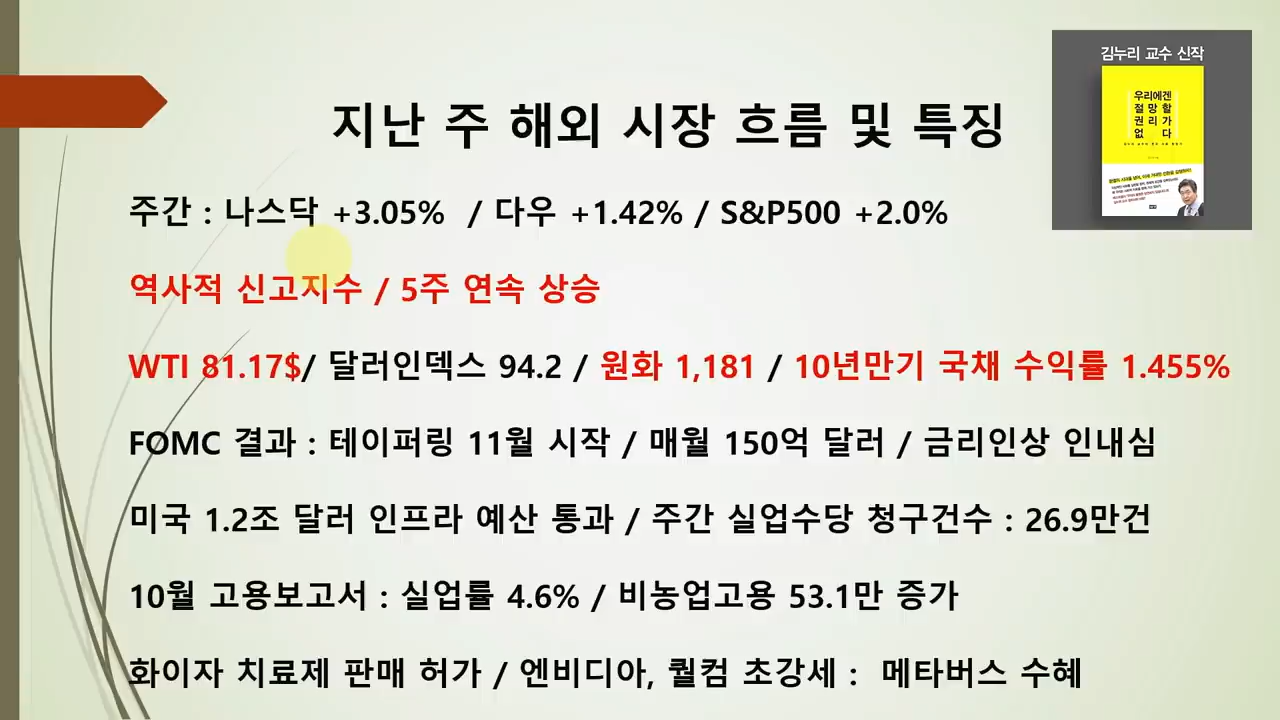 김누리 교수 신작
우리에겐
절망할
권리가
없다
지난 주 해외 시장 흐름 및 특징
주간 : 나스닥 +3.05% / 다우 +1.42% / S&P500 +2.0%
역사적 신고지수 / 5주 연속 상승
WTI 81.17$/ 달러인덱스 94.2 / 원화 1,181 / 10년만기 국채 수익률 1.455%
FOMC 결과 : 테이퍼링 11월 시작 / 매월 150억 달러 / 금리인상 인내심
미국 1.2조 달러 인프라 예산 통과 / 주간 실업수당 청구건수 : 26.9만건
10월 고용보고서 : 실업률 4.6% / 비농업고용 53.1만 증가
화이자 치료제 판매 허가 / 엔비디아, 퀄컴 초강세 : 메타버스 수혜